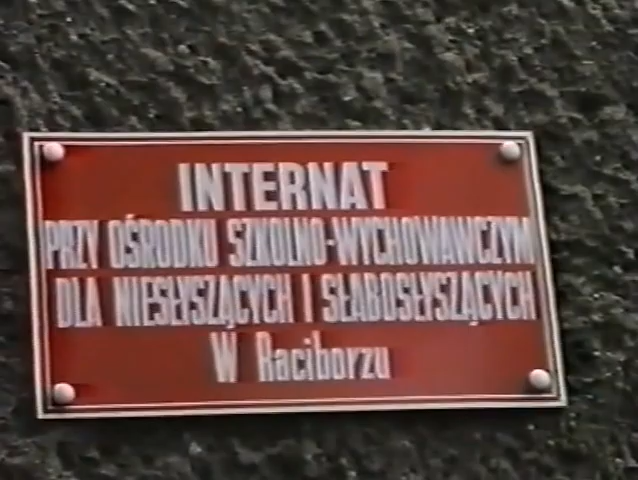 INTERNAT
PRZY OŚRODKU SZKOLNO-WYCHOWAWCZYM
DLA NIESŁYSZĄCYCH I SŁABOSŁYSZĄCYCH
W Raciborzu